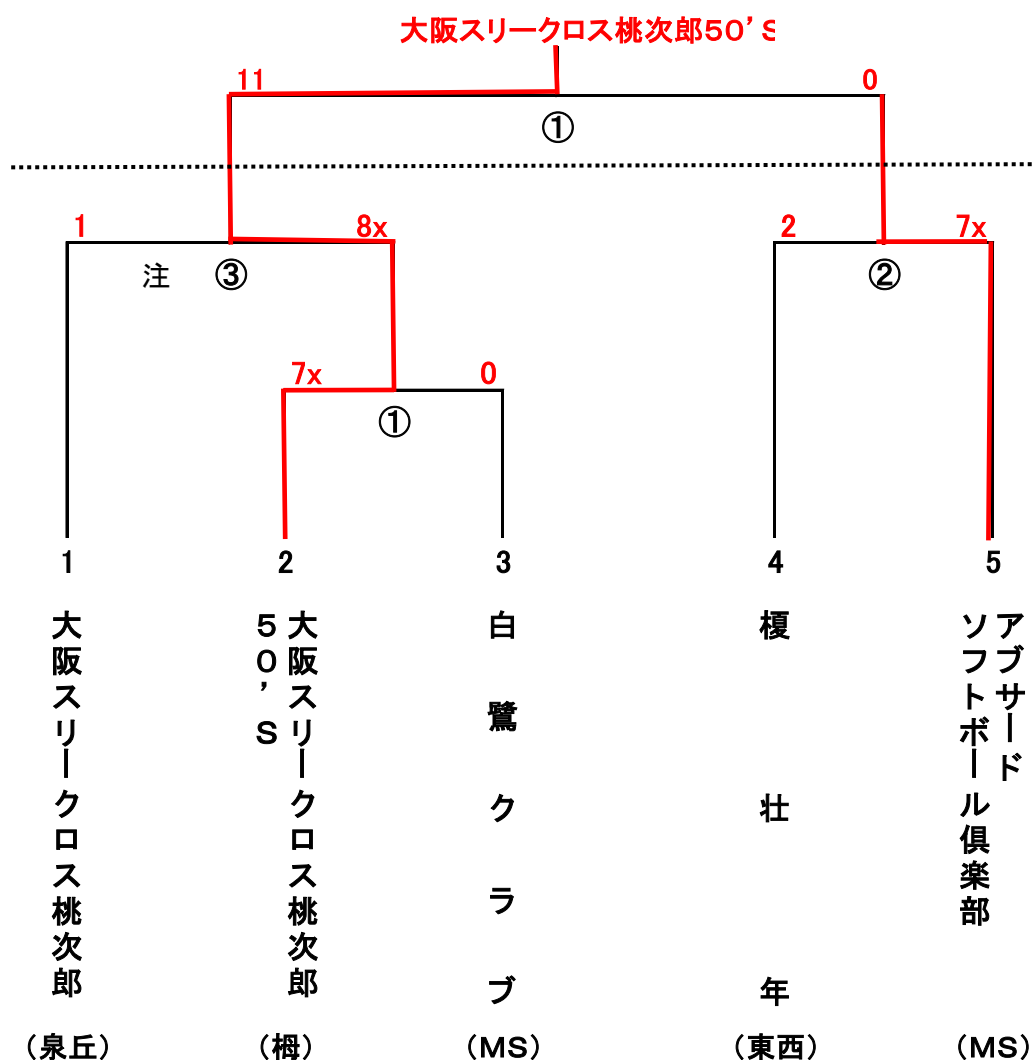 大阪スリークロス桃次郎50'S
11
0
①
1
8x
2
7x
注
③
②
7x
0
①
1
2
3
4
5
大阪スリークロス桃次郎
大阪スリークロス桃次郎
50'S
白鷺クラブ
榎壮年
アブサード
ソフトボール倶楽部
（泉丘）
（栂）
（MS）
（東西）
（MS）